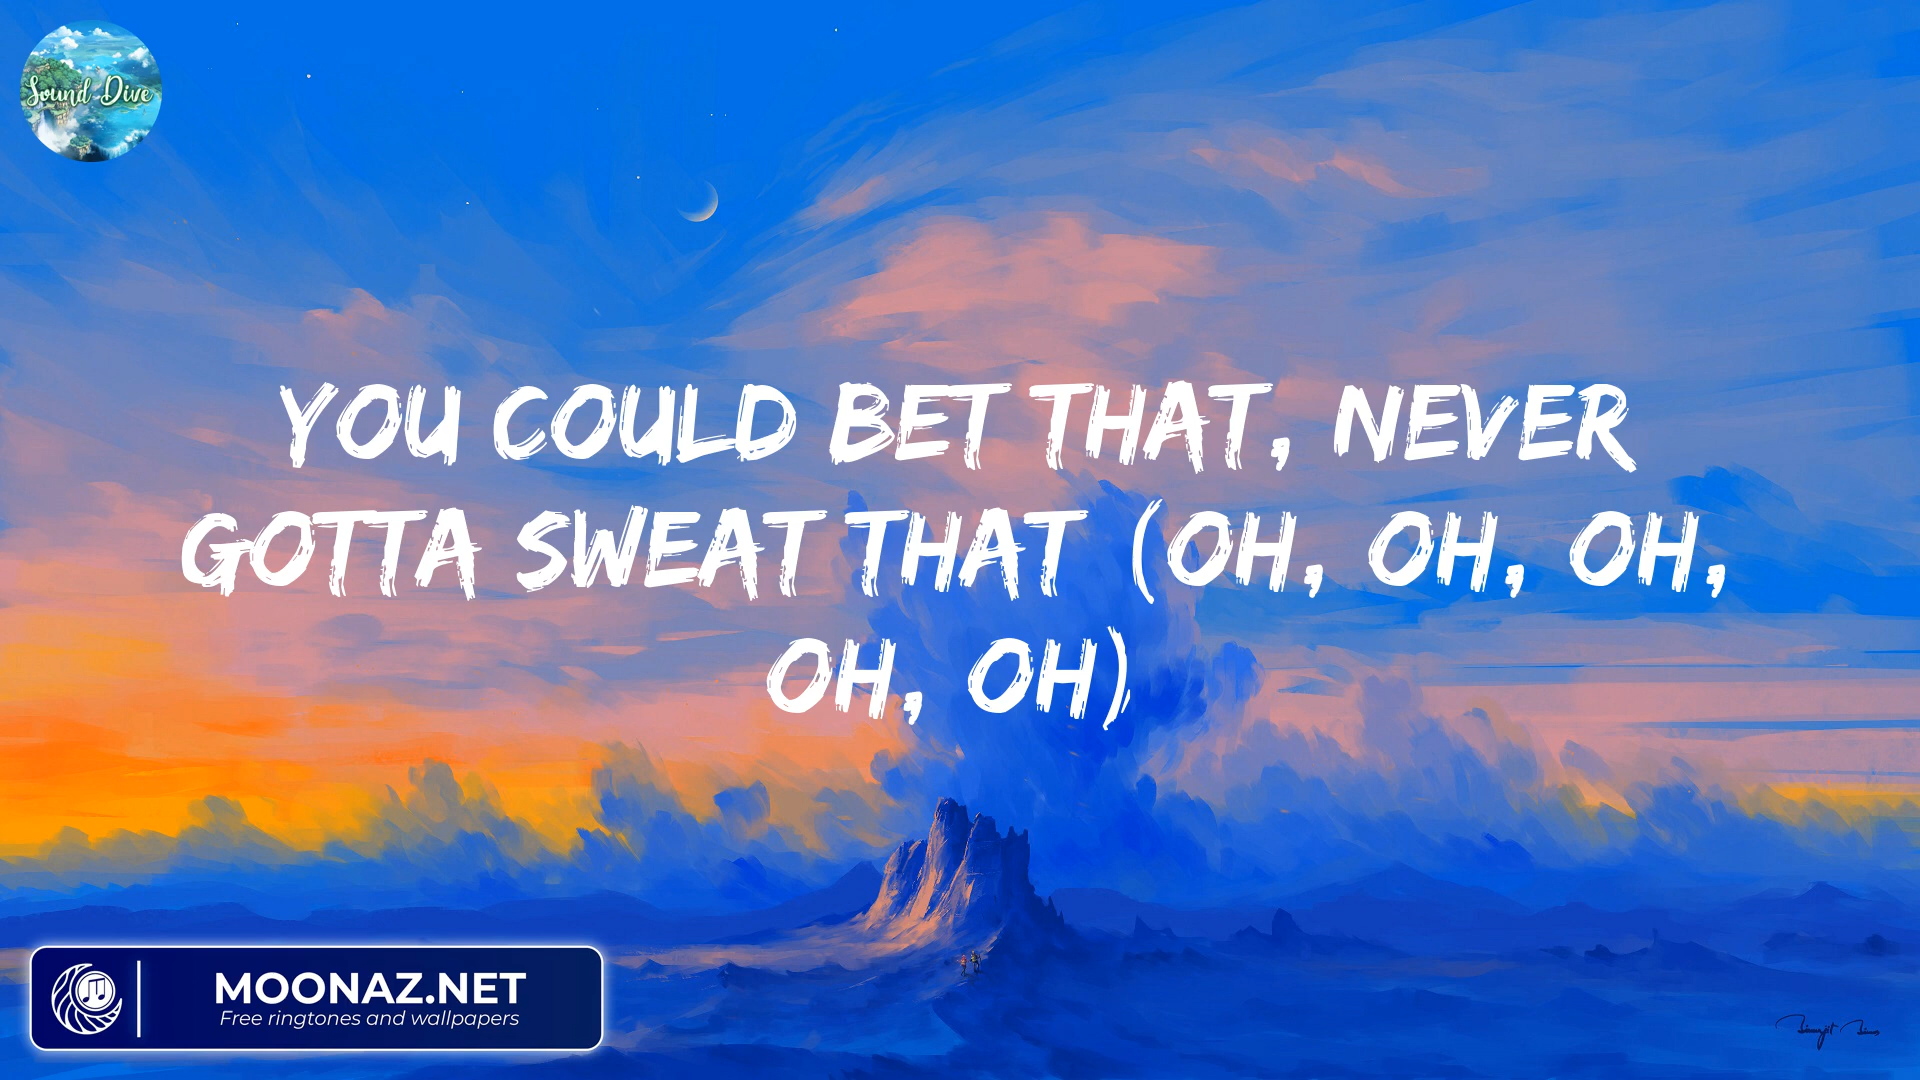 Sound Dive
YOU COULD BET THAT, NEVER
GOTTA SWEAT THAT (OH, OH, OH,
OH, OH)
MOONAZ.NET
Free ringtones and wallpapers